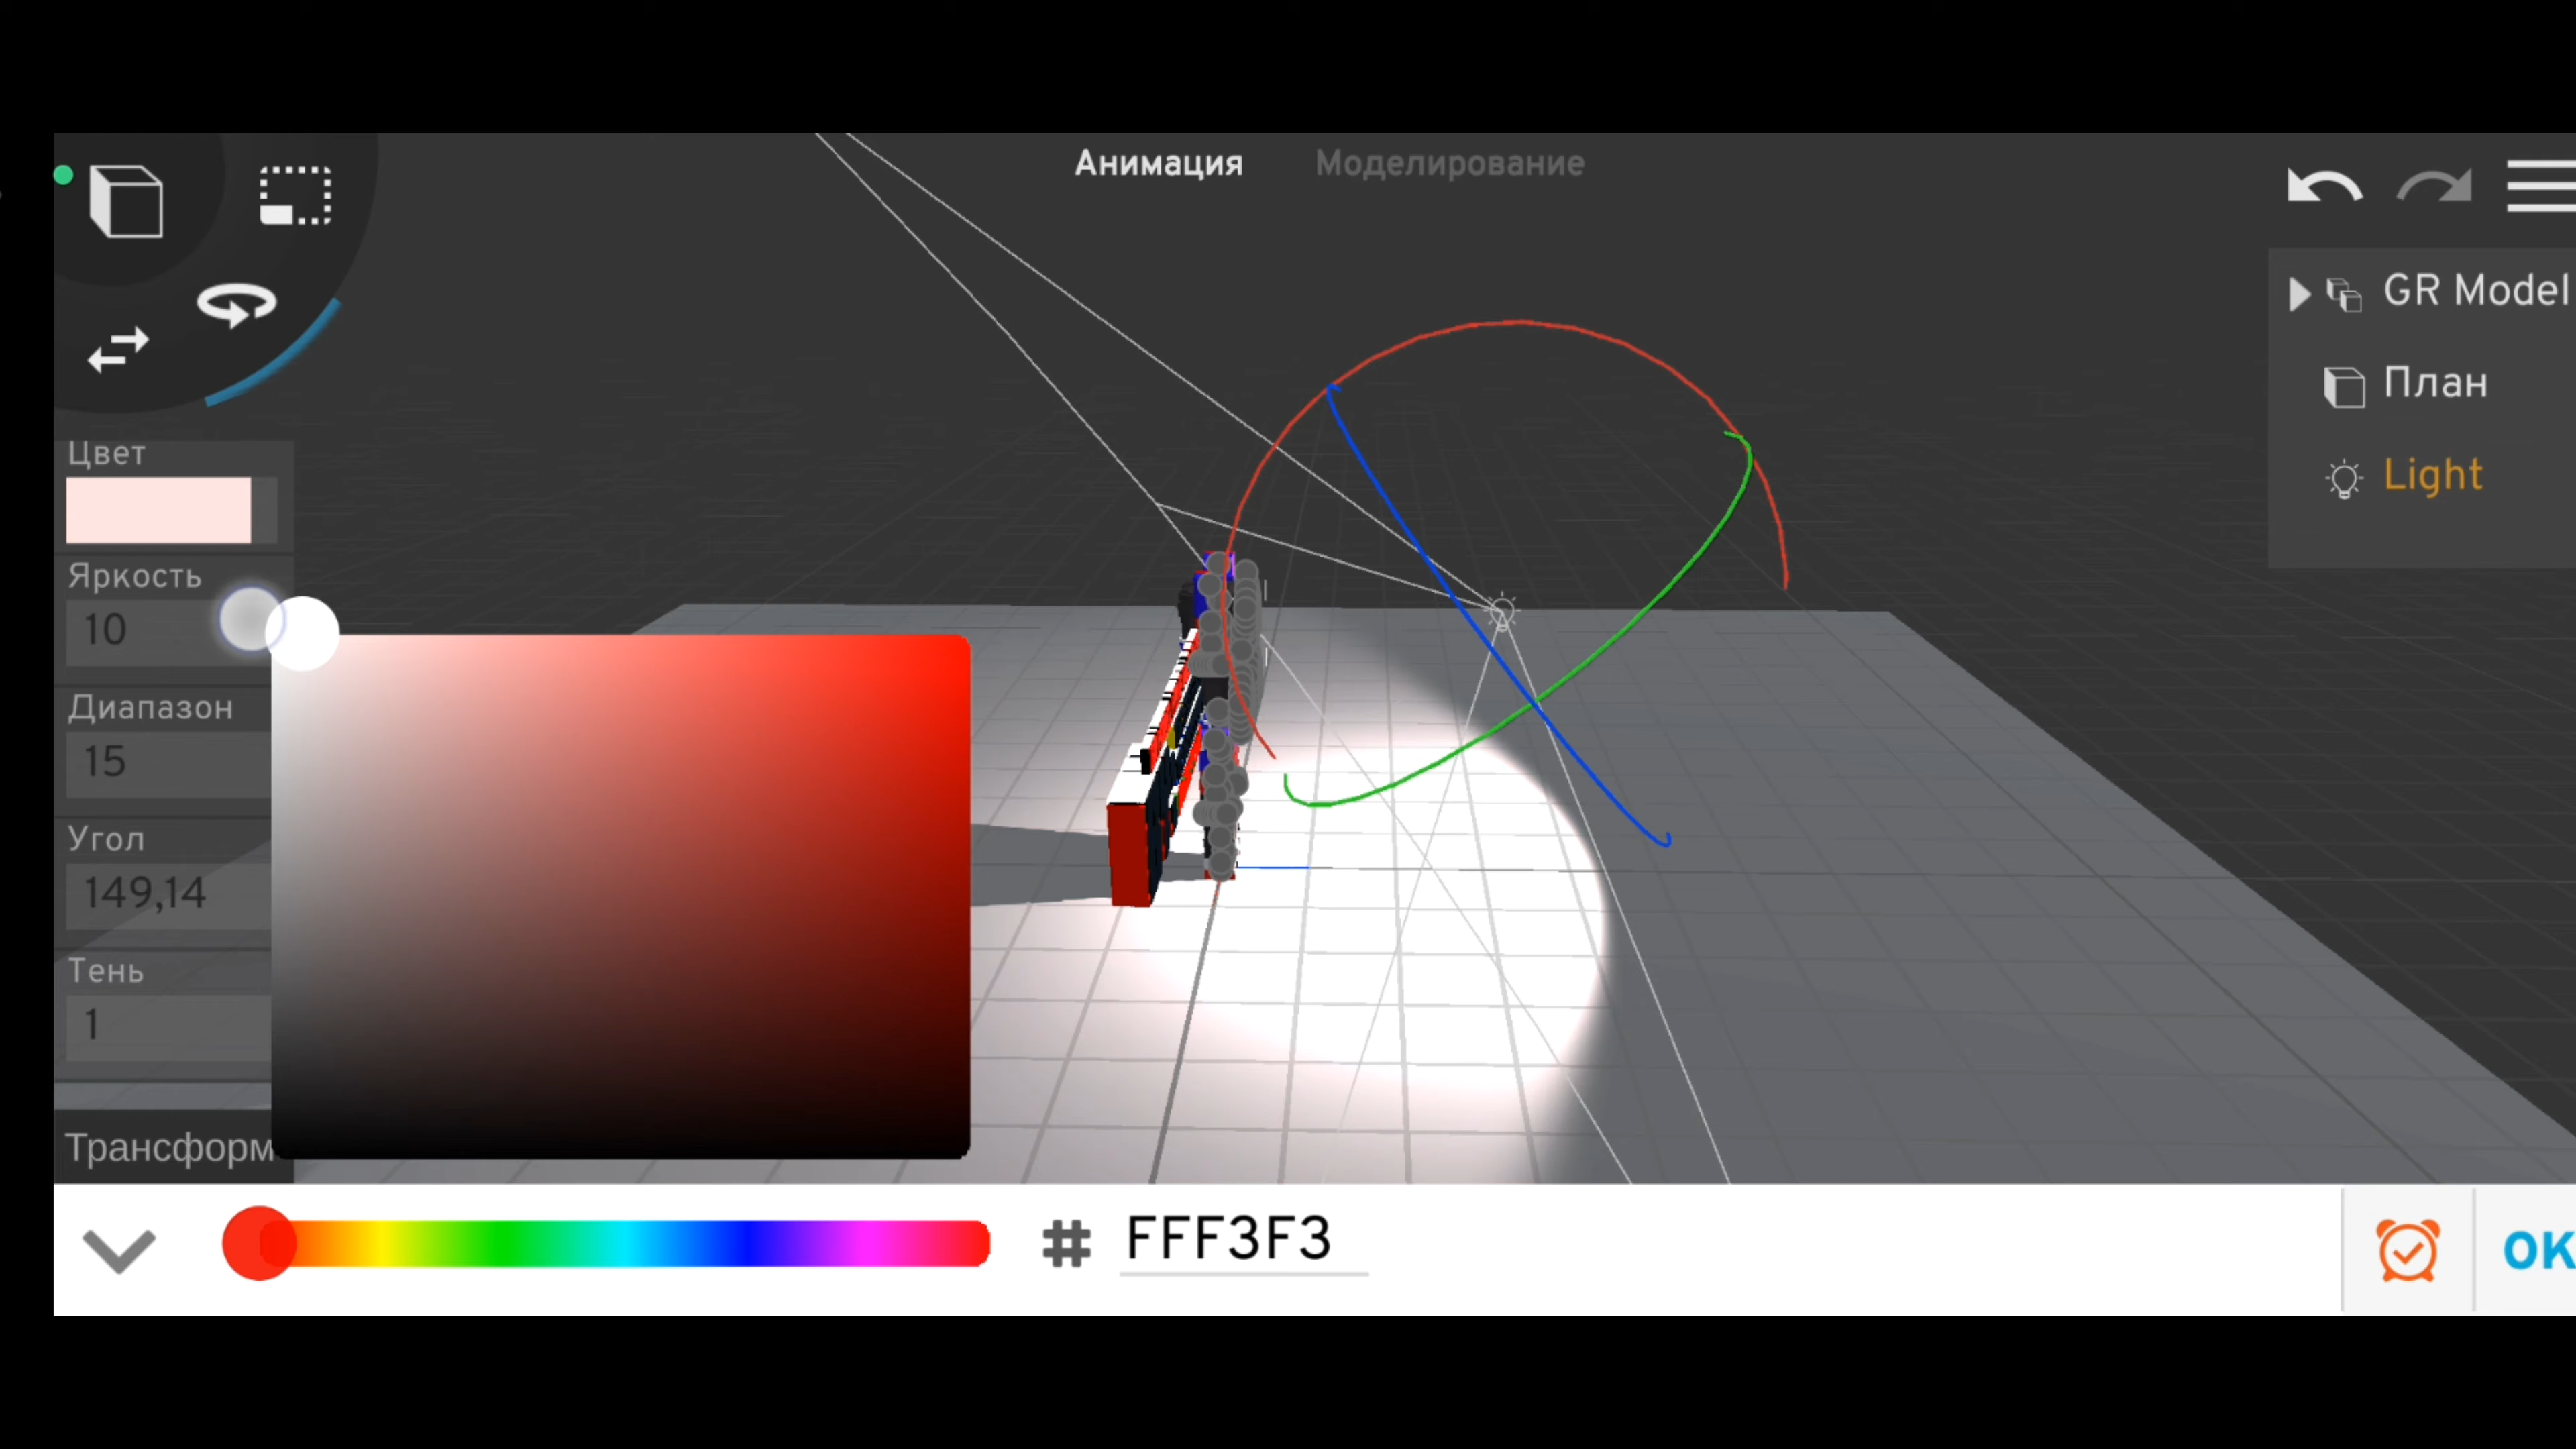 Анимация
Моделирование
GR Model
План
Light
Цвет
Яркость
10
Диапазон
15
Угол
149,14
Тень
1
Трансформ
# FFF3F3
OK